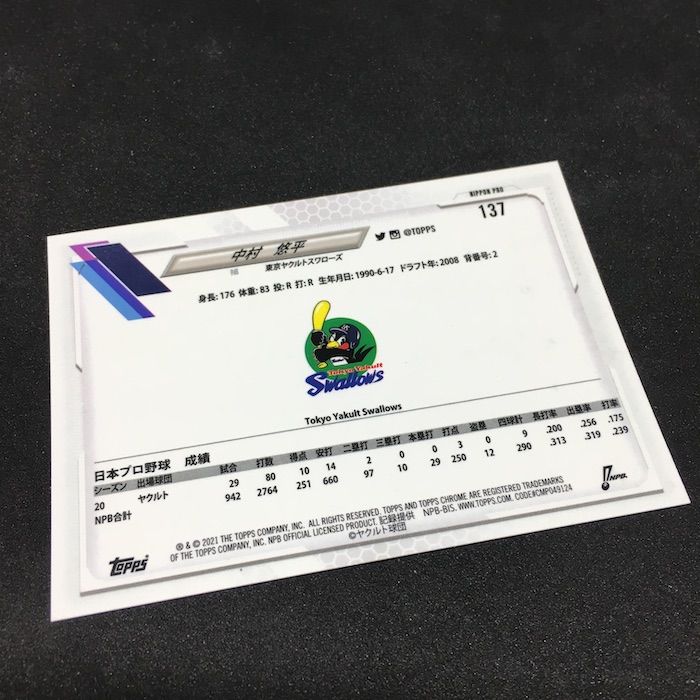 NIPPON PRO
137
中村 悠平
@TOPPS
東京ヤクルトスワローズ
身長: 176 体重: 83 投: R 打: R 生年月日: 1990-6-17 ドラフト年: 2008 背番号: 2
Tokyo Yakult
Swallows
Tokyo Yakult Swallows
日本プロ野球 成績
シーズン 出場球団 試合 打数 得点 安打 二塁打 三塁打 本塁打 打点 盗塁 四球計 長打率 出塁率 打率
20 ヤクルト 29 80 10 14 2 0 0 3 0 9 .200 .256 .175
NPB合計 942 2764 251 660 97 10 29 250 12 290 .313 .319 .239
NPB
® & © 2021 THE TOPPS COMPANY, INC. ALL RIGHTS RESERVED. TOPPS AND TOPPS CHROME ARE REGISTERED TRADEMARKS
OF THE TOPPS COMPANY, INC. NPB OFFICIAL LICENSED PRODUCT. 記録提供 NPB-BIS. WWW.TOPPS.COM. CODE#CMP049124
©ヤクルト球団
TOPPS